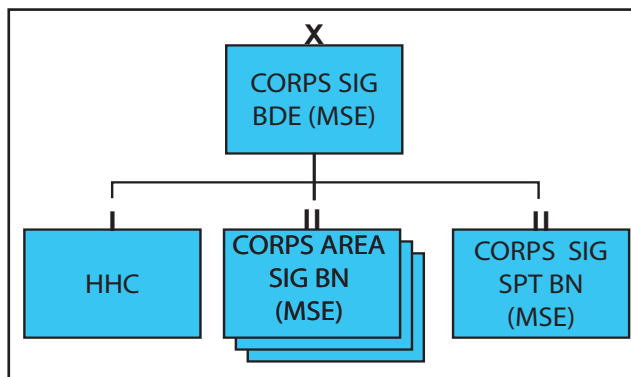 X
CORPS SIG
BDE (MSE)
I
HHC
II
CORPS AREA
SIG BN
(MSE)
II
CORPS SIG
SPT BN
(MSE)